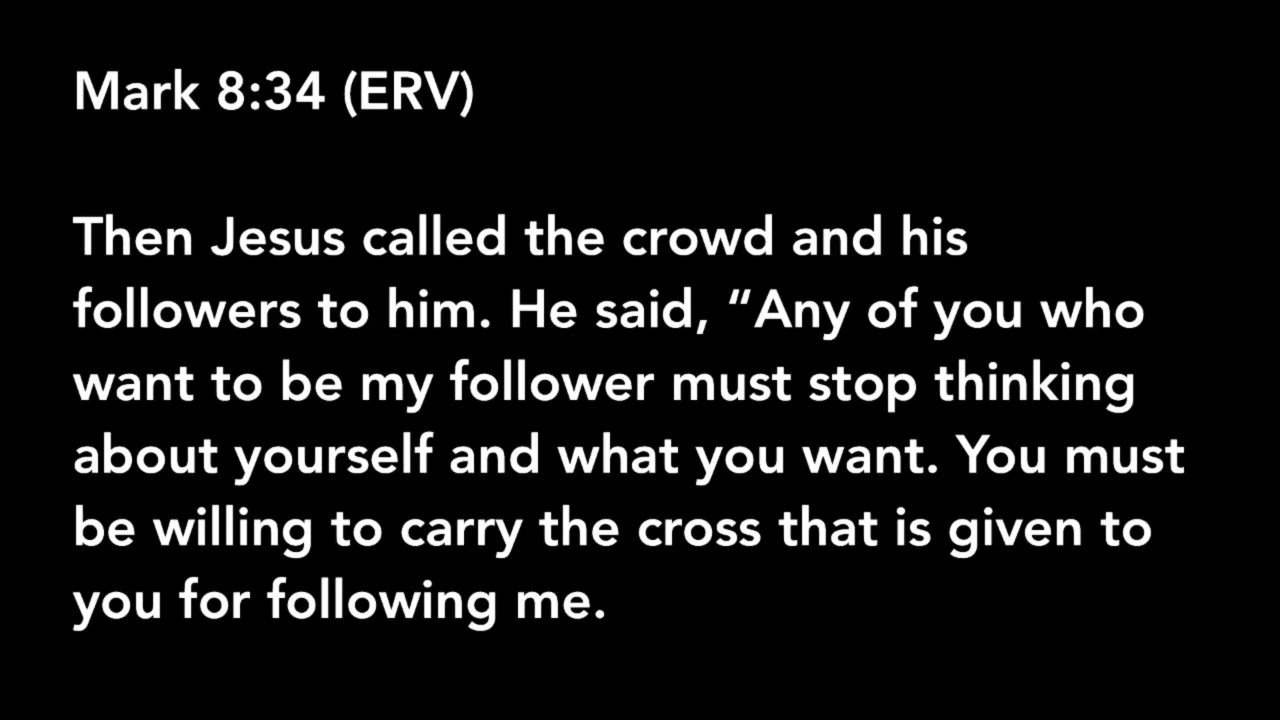 Mark 8:34 (ERV)
Then Jesus called the crowd and his
followers to him. He said, “Any of you who
want to be my follower must stop thinking
about yourself and what you want. You must
be willing to carry the cross that is given to
you for following me.